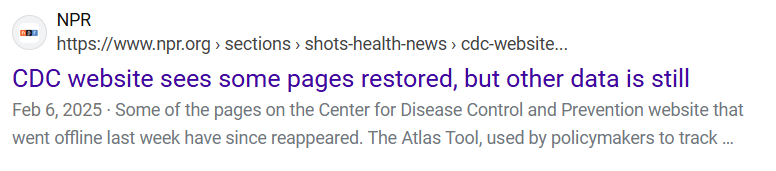 NPR
https://www.npr.org › sections › shots-health-news › cdc-website...
CDC website sees some pages restored, but other data is still
Feb 6, 2025 · Some of the pages on the Center for Disease Control and Prevention website that
went offline last week have since reappeared. The Atlas Tool, used by policymakers to track ...